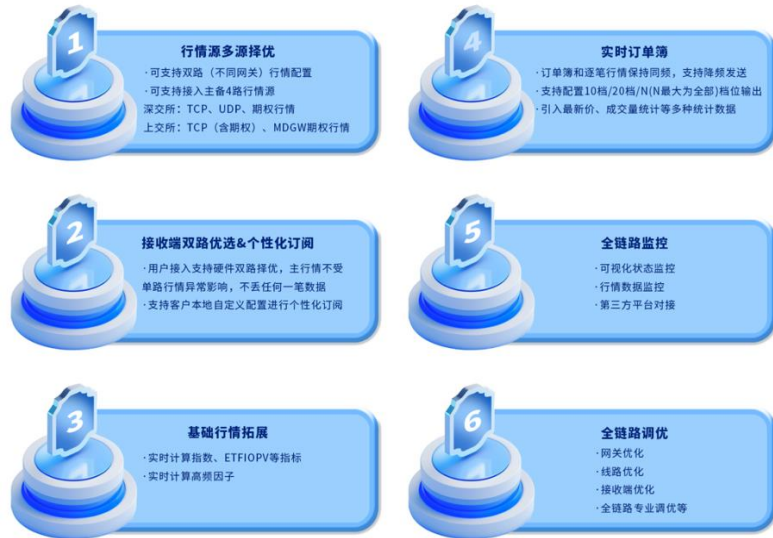 1
行情源多源择优
·可支持双路（不同网关）行情配置
·可支持接入主备4路行情源
深交所：TCP、UDP、期权行情
上交所：TCP（含期权）、MDGW期权行情
2
接收端双路优选&个性化订阅
·用户接入支持硬件双路择优，主行情不受
单路行情异常影响，不丢任何一笔数据
·支持客户本地自定义配置进行个性化订阅
3
基础行情拓展
·实时计算指数、ETFIOPV等指标
·实时计算高频因子
4
实时订单簿
·订单簿和逐笔行情保持同频，支持降频发送
·支持配置10档/20档/N(N最大为全部)档位输出
·引入最新价、成交量统计等多种统计数据
5
全链路监控
·可视化状态监控
·行情数据监控
·第三方平台对接
6
全链路调优
·网关优化
·线路优化
·接收端优化
·全链路专业调优等